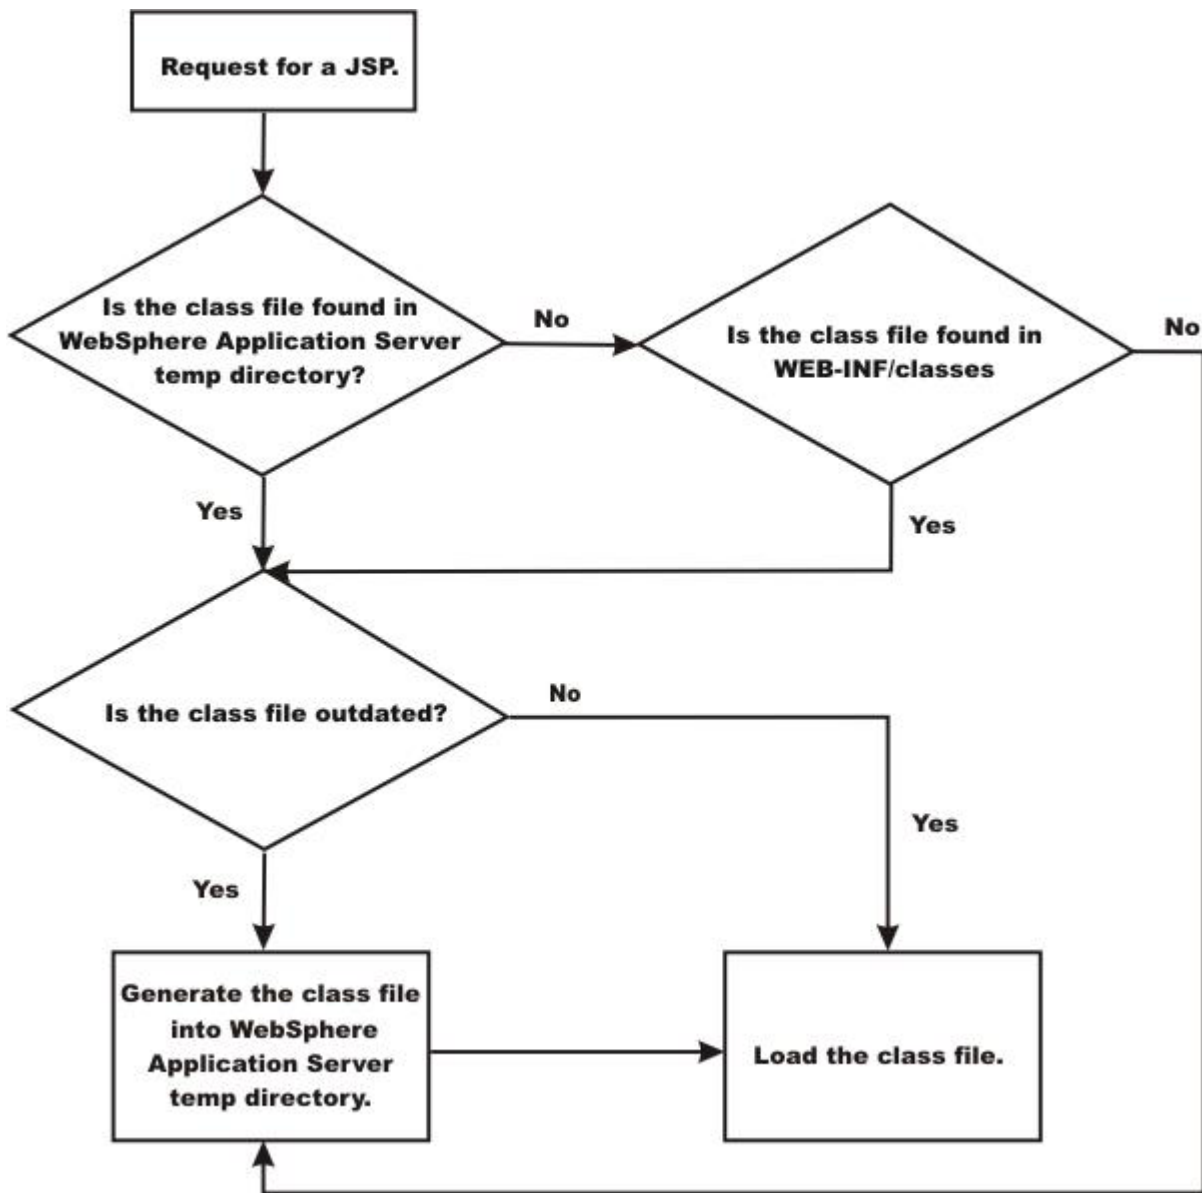 Request for a JSP.
Is the class file found in
WebSphere Application Server
temp directory?
No
Is the class file found in
WEB-INF/classes
No
Yes
Yes
Is the class file outdated?
No
Yes
Yes
Generate the class file
into WebSphere
Application Server
temp directory.
Load the class file.